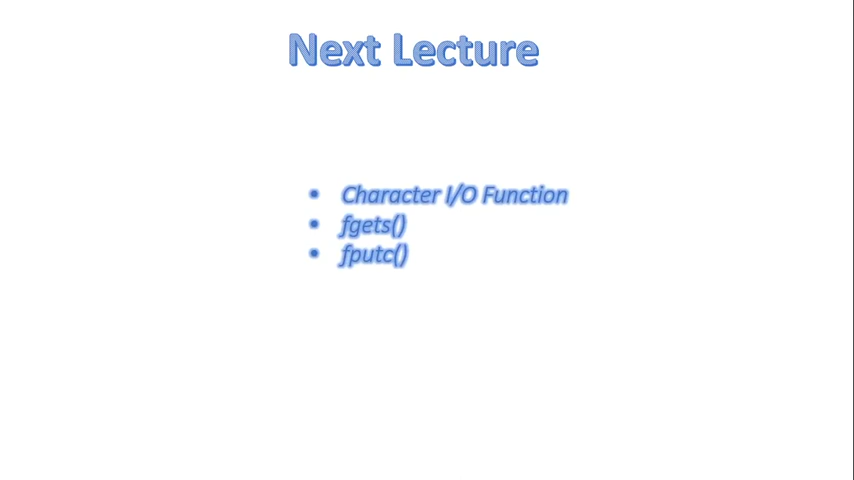 Next Lecture
• Character I/O Function
• fgets()
• fputc()